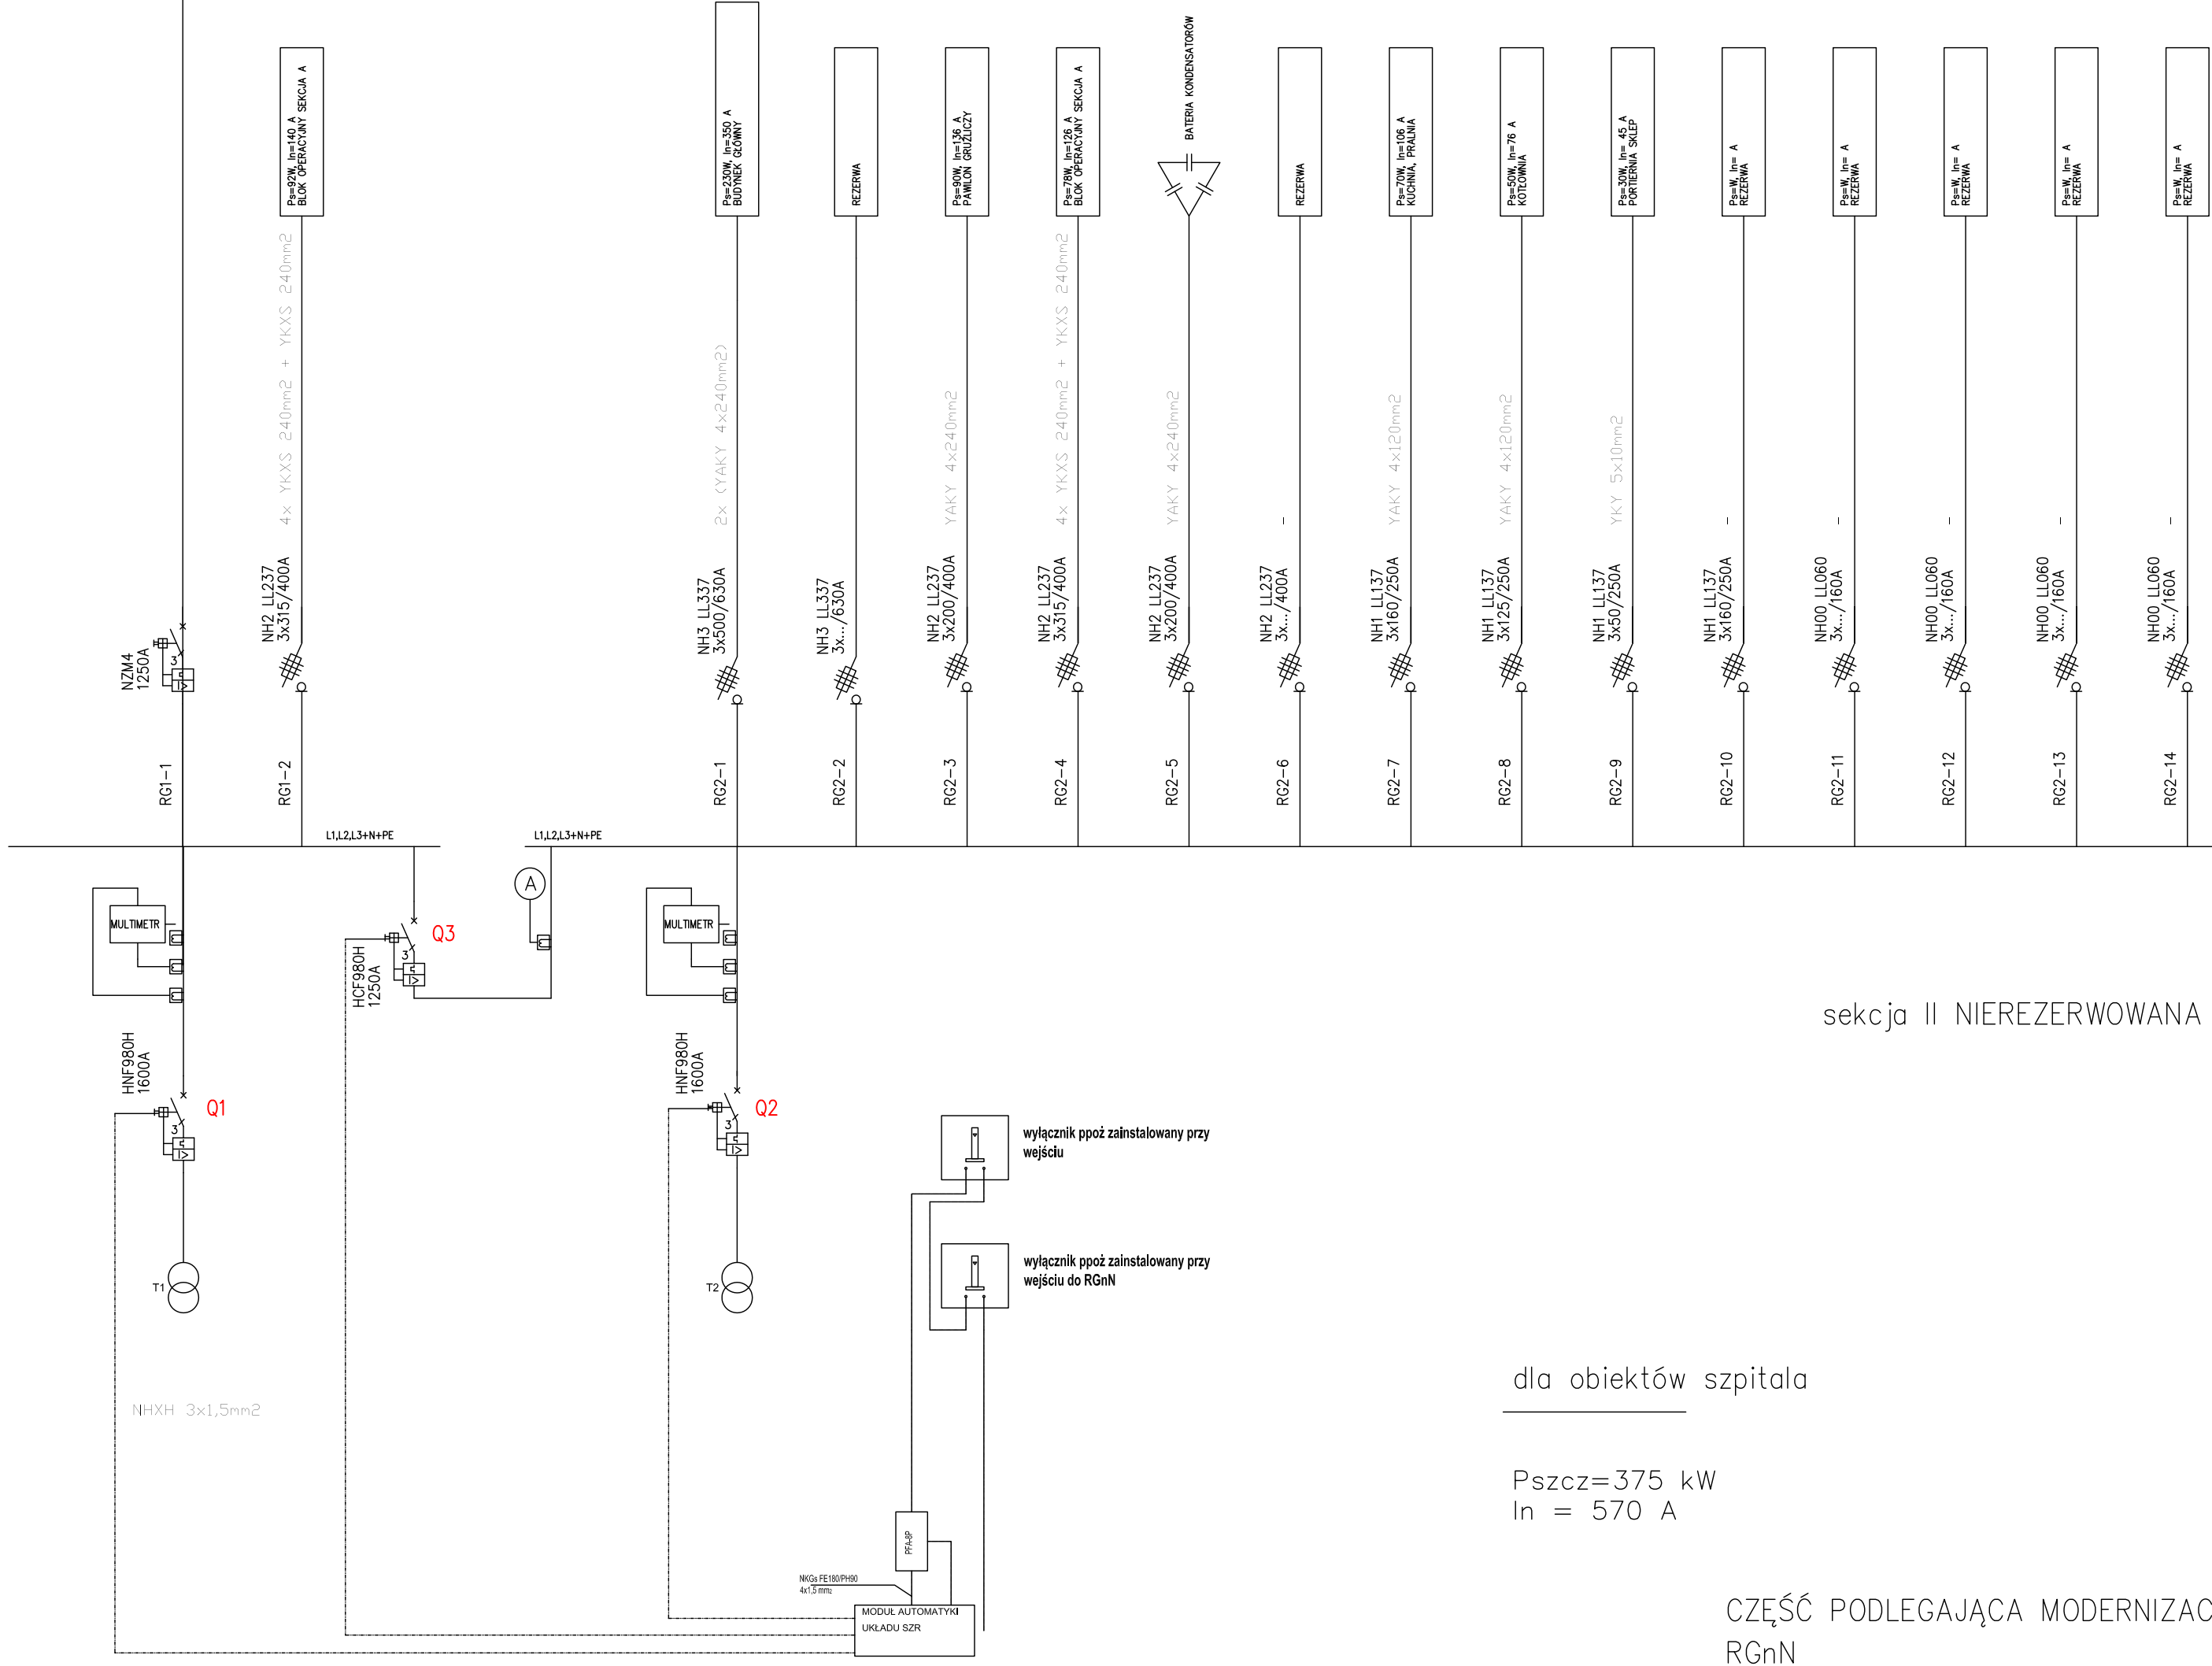 Ps=92W, In=140 A
BLOK OPERACYJNY SEKCJA A
Ps=230W, In=350 A
BUDYNEK GŁÓWNY
REZERWA
Ps=90W, In=136 A
PAWILON GRUŹLICZY
Ps=78W, In=126 A
BLOK OPERACYJNY SEKCJA A
BATERIA KONDENSATORÓW
REZERWA
Ps=70W, In=106 A
KUCHNIA, PRALNIA
Ps=50W, In=76 A
KOTŁOWNIA
Ps=30W, In= 45 A
PORTIERNIA SKLEP
Ps=W, In= A
REZERWA
Ps=W, In= A
REZERWA
Ps=W, In= A
REZERWA
Ps=W, In= A
REZERWA
Ps=W, In= A
REZERWA
4x YKXS 240mm2 + YKXS 240mm2
2x (YAKY 4x240mm2)
YAKY 4x240mm2
4x YKXS 240mm2 + YKXS 240mm2
YAKY 4x240mm2
-
YAKY 4x120mm2
YAKY 4x120mm2
YKY 5x10mm2
-
-
-
-
-
NZM4
1250A
3
NH2 LL237
3x315/400A
NH3 LL337
3x500/630A
NH3 LL337
3x.../630A
NH2 LL237
3x200/400A
NH2 LL237
3x315/400A
NH2 LL237
3x200/400A
NH2 LL237
3x.../400A
NH1 LL137
3x160/250A
NH1 LL137
3x125/250A
NH1 LL137
3x50/250A
NH1 LL137
3x160/250A
NH00 LL060
3x.../160A
NH00 LL060
3x.../160A
NH00 LL060
3x.../160A
NH00 LL060
3x.../160A
RG1-1
RG1-2
RG2-1
RG2-2
RG2-3
RG2-4
RG2-5
RG2-6
RG2-7
RG2-8
RG2-9
RG2-10
RG2-11
RG2-12
RG2-13
RG2-14
L1,L2,L3+N+PE
L1,L2,L3+N+PE
A
MULTIMETR
MULTIMETR
Q3
3
HCF980H
1250A
sekcja II NIEREZERWOWANA
HNF980H
1600A
Q1
3
HNF980H
1600A
Q2
3
wyłącznik ppoż zainstalowany przy
wejściu
wyłącznik ppoż zainstalowany przy
wejściu do RGnN
T1
T2
dla obiektów szpitala
NHXH 3x1,5mm2
Pszcz=375 kW
In = 570 A
PFA-8P
NKGs FE180/PH90
4x1,5 mm2
MODUŁ AUTOMATYKI
UKŁADU SZR
CZĘŚĆ PODLEGAJĄCA MODERNIZAC
RGnN